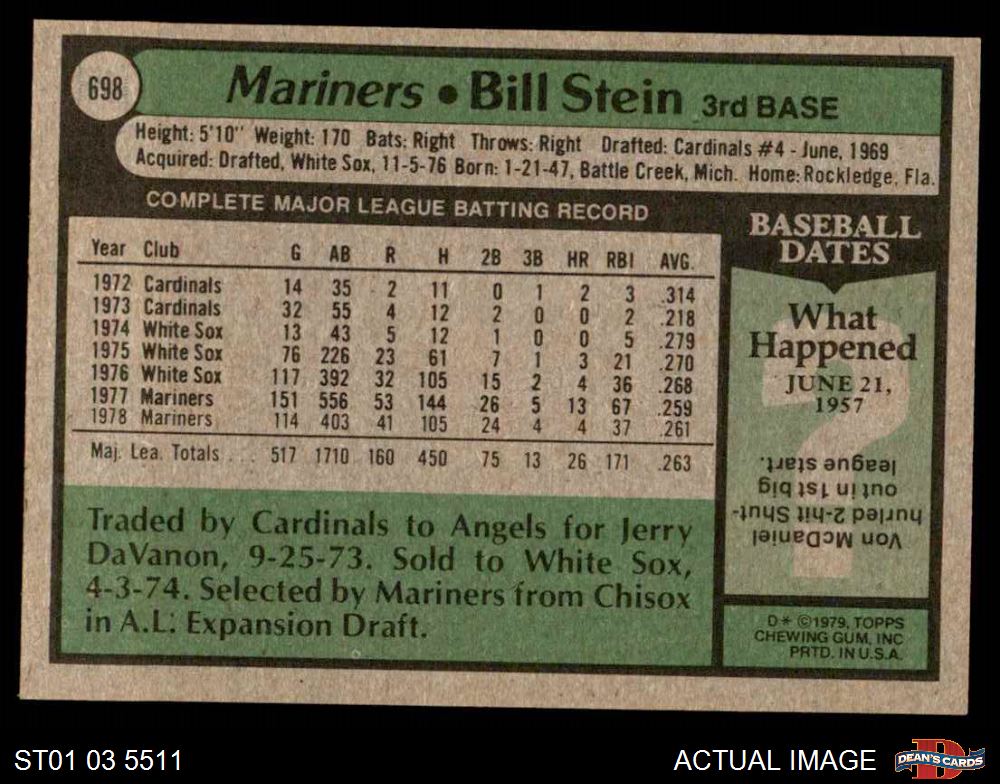 698
Mariners • Bill Stein 3rd BASE
Height: 5'10" Weight: 170 Bats: Right Throws: Right Drafted: Cardinals #4 - June, 1969
Acquired: Drafted, White Sox, 11-5-76 Born: 1-21-47, Battle Creek, Mich. Home: Rockledge, Fla.
COMPLETE MAJOR LEAGUE BATTING RECORD
Year Club G AB R H 2B 3B HR RBI AVG.
1972 Cardinals 14 35 2 11 0 1 2 3 .314
1973 Cardinals 32 55 4 12 2 0 0 2 .218
1974 White Sox 13 43 5 12 1 0 0 5 .279
1975 White Sox 76 226 23 61 7 1 3 21 .270
1976 White Sox 117 392 32 105 15 2 4 36 .268
1977 Mariners 151 556 53 144 26 5 13 67 .259
1978 Mariners 114 403 41 105 24 4 4 37 .261
Maj. Lea. Totals . . . 517 1710 160 450 75 13 26 171 .263
Traded by Cardinals to Angels for Jerry
DaVanon, 9-25-73. Sold to White Sox,
4-3-74. Selected by Mariners from Chisox
in A.L. Expansion Draft.
BASEBALL
DATES
What
Happened
JUNE 21,
1957
?
Von McDaniel
hurled 2-hit Shut-
out in 1st big
league start.
D* ©1979, TOPPS
CHEWING GUM, INC
PRTD. IN U.S.A.
ST01 03 5511
ACTUAL IMAGE
DEAN'S CARDS